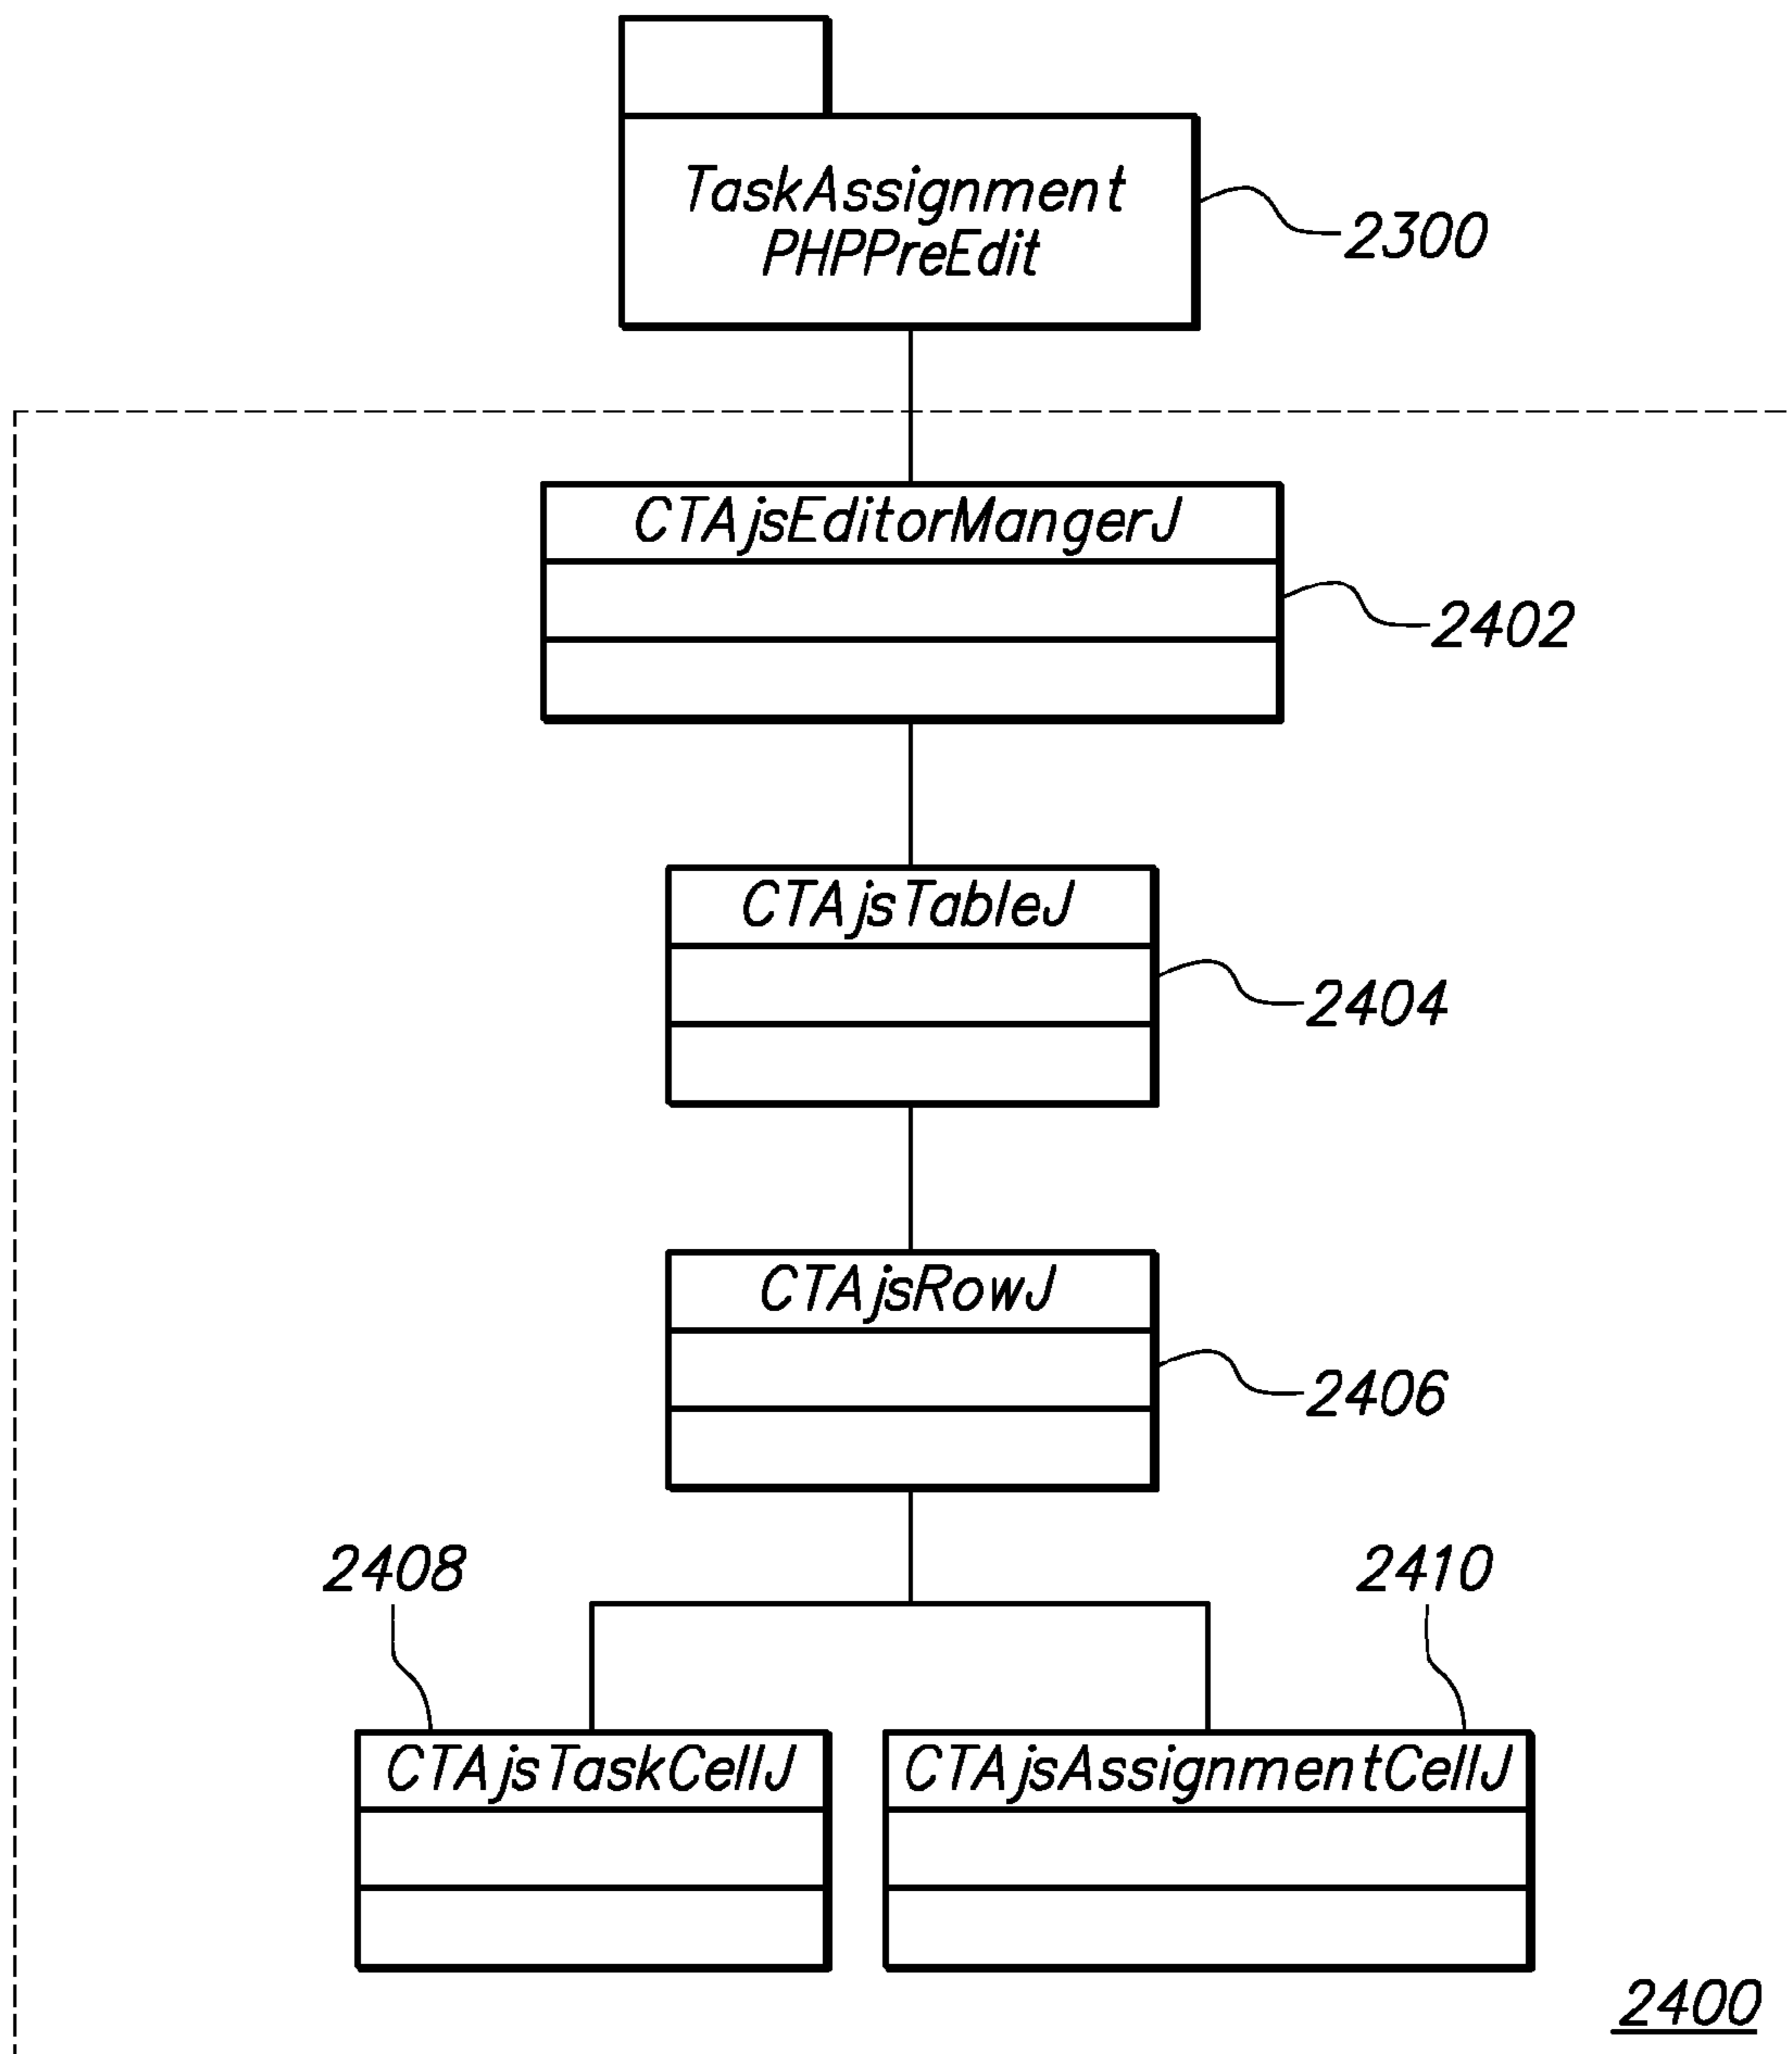 TaskAssignment
PHPPreEdit
2300
CTAjsEditorMangerJ
2402
CTAjsTableJ
2404
CTAjsRowJ
2406
2408
2410
CTAjsTaskCellJ
CTAjsAssignmentCellJ
2400